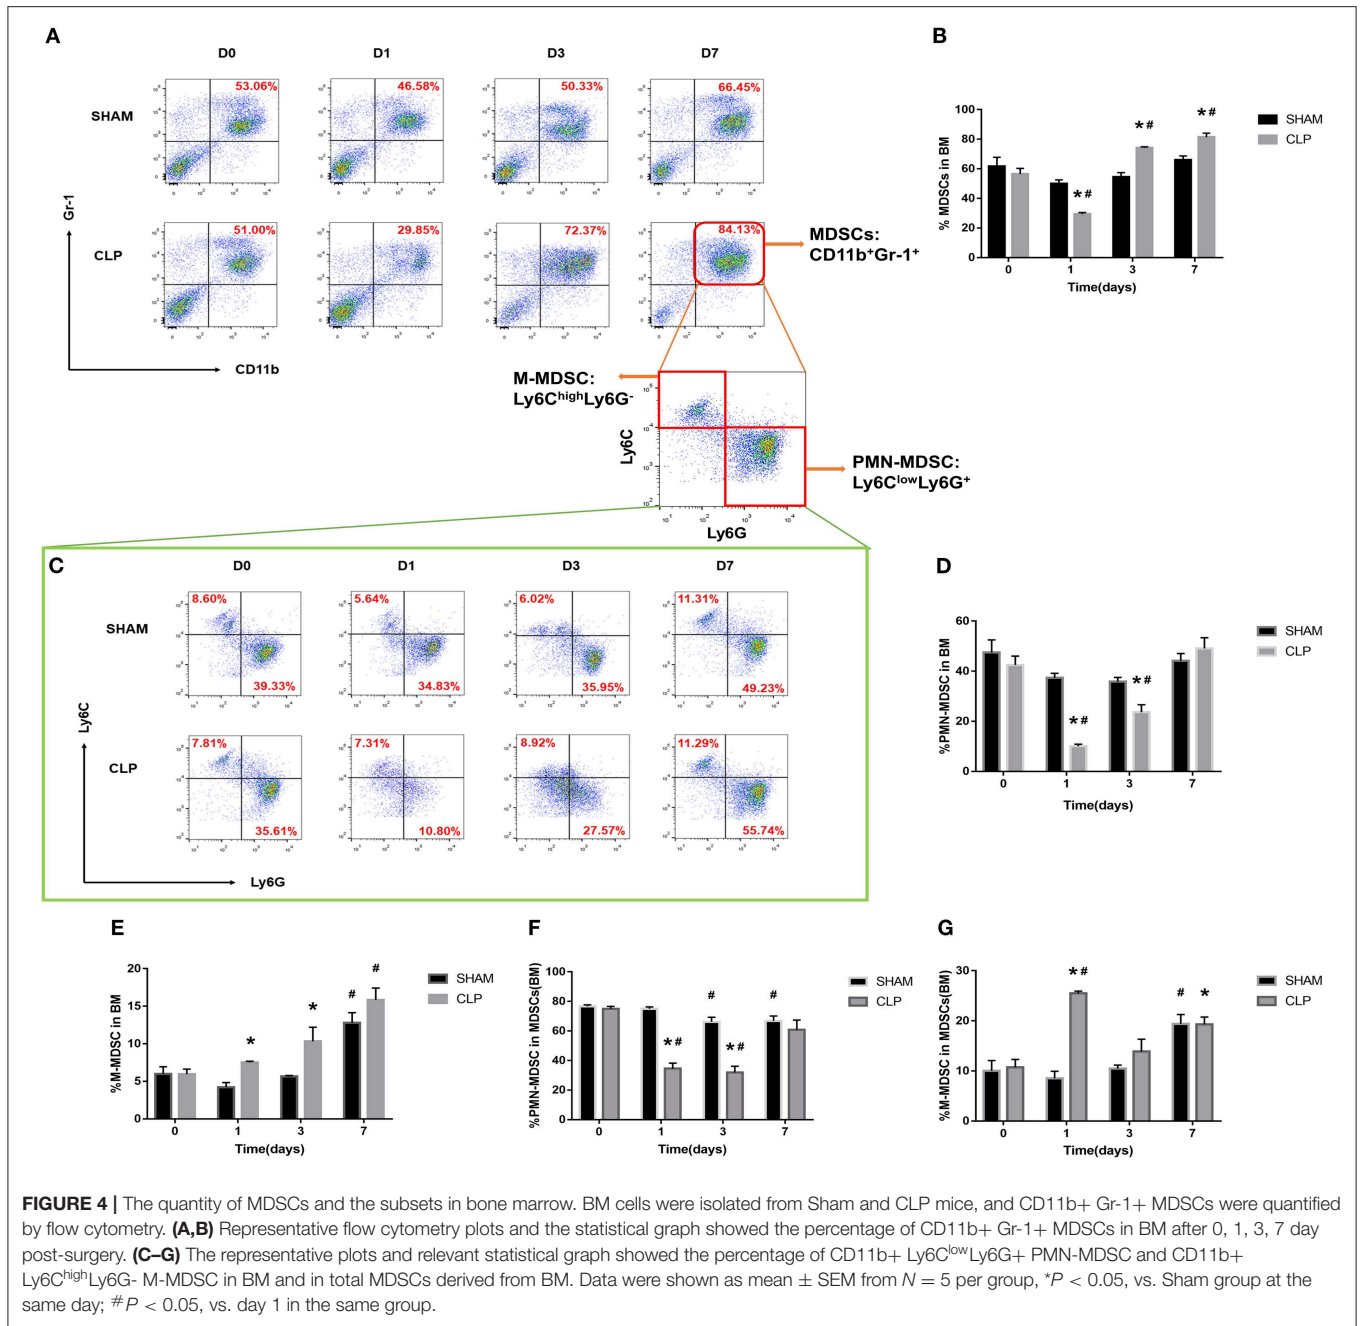 A
D0 D1 D3 D7
SHAM
53.06% 46.58% 50.33% 66.45%
Gr-1
CLP
51.00% 29.85% 72.37% 84.13%
CD11b
MDSCs:
CD11b⁺Gr-1⁺
M-MDSC:
Ly6Chighly6G-
Ly6C
Ly6G
PMN-MDSC:
Ly6ClowLy6G+
B
% MDSCs in BM
100
80
60
40
20
0
*# *# *#
SHAM
CLP
0 1 3 7
Time(days)
C
D0 D1 D3 D7
SHAM
8.60% 5.64% 6.02% 11.31%
39.33% 34.83% 35.95% 49.23%
Ly6C
CLP
7.81% 7.31% 8.92% 11.29%
35.61% 10.80% 27.57% 55.74%
Ly6G
D
%PMN-MDSC in BM
60
40
20
0
*# *#
SHAM
CLP
0 1 3 7
Time(days)
E
%M-MDSC in BM
20
15
10
5
0
* * # #
SHAM
CLP
0 1 3 7
Time(days)
F
%PMN-MDSC in MDSCs(BM)
100
80
60
40
20
0
*# # *# #
SHAM
CLP
0 1 3 7
Time(days)
G
%M-MDSC in MDSCs(BM)
30
20
10
0
*# # *
SHAM
CLP
0 1 3 7
Time(days)
FIGURE 4 | The quantity of MDSCs and the subsets in bone marrow. BM cells were isolated from Sham and CLP mice, and CD11b+ Gr-1+ MDSCs were quantified
by flow cytometry. (A,B) Representative flow cytometry plots and the statistical graph showed the percentage of CD11b+ Gr-1+ MDSCs in BM after 0, 1, 3, 7 day
post-surgery. (C–G) The representative plots and relevant statistical graph showed the percentage of CD11b+ Ly6ClowLy6G+ PMN-MDSC and CD11b+
Ly6ChighLy6G- M-MDSC in BM and in total MDSCs derived from BM. Data were shown as mean ± SEM from N = 5 per group, *P < 0.05, vs. Sham group at the
same day; #P < 0.05, vs. day 1 in the same group.